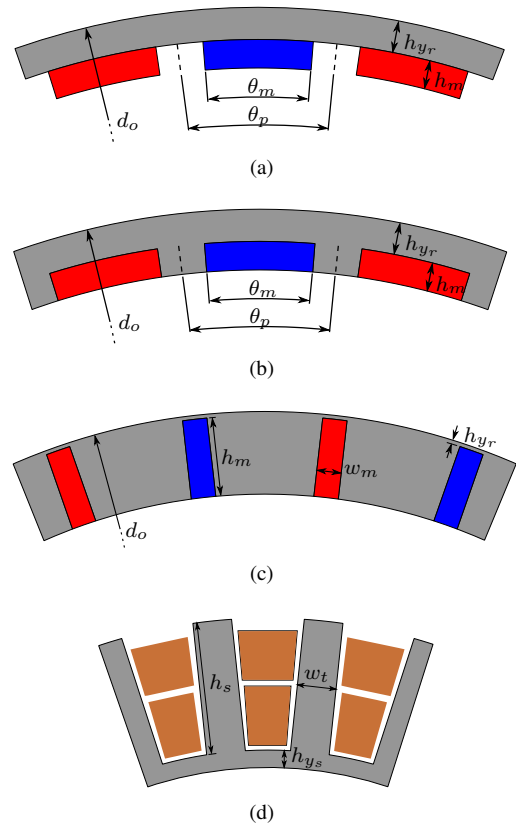 h_{y_r}
h_m
θ_m
θ_p
d_o
(a)
h_{y_r}
h_m
θ_m
θ_p
d_o
(b)
h_{y_r}
h_m
w_m
d_o
(c)
h_s
w_t
h_{y_s}
(d)